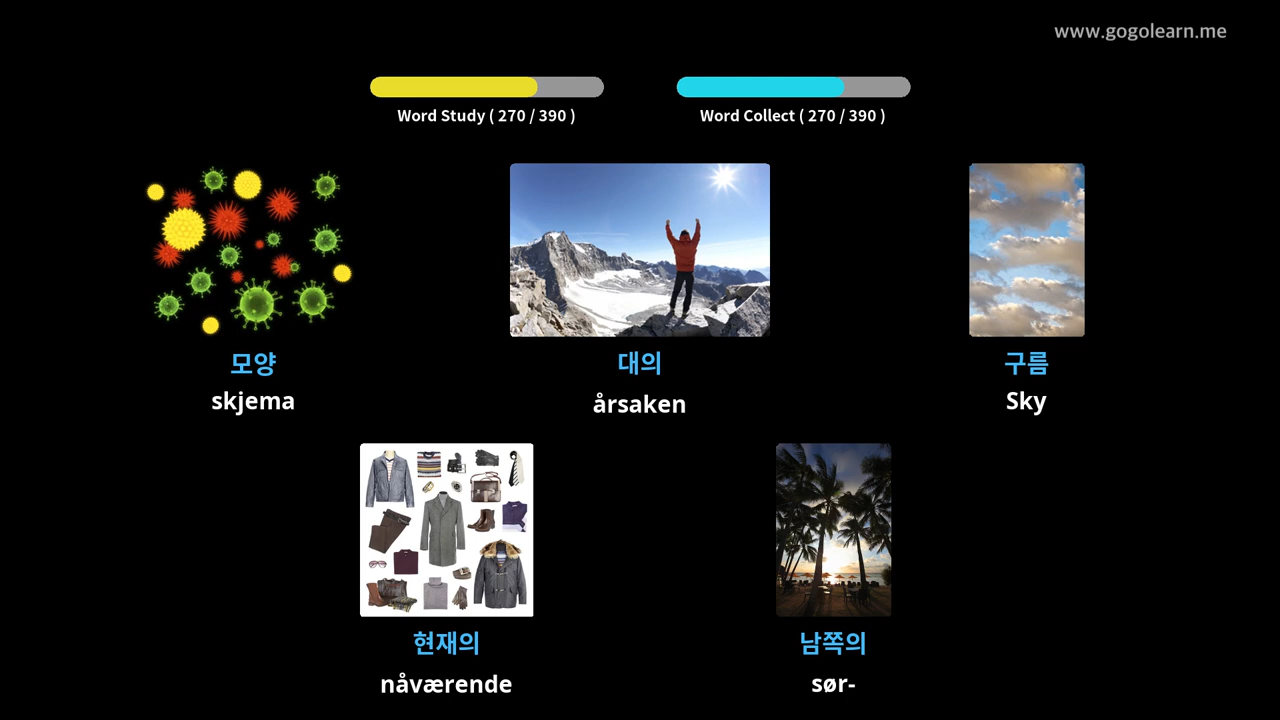 www.gogolearn.me
Word Study ( 270 / 390 )
Word Collect ( 270 / 390 )
모양
skjema
대의
årsaken
구름
Sky
현재의
nåværende
남쪽의
sør-